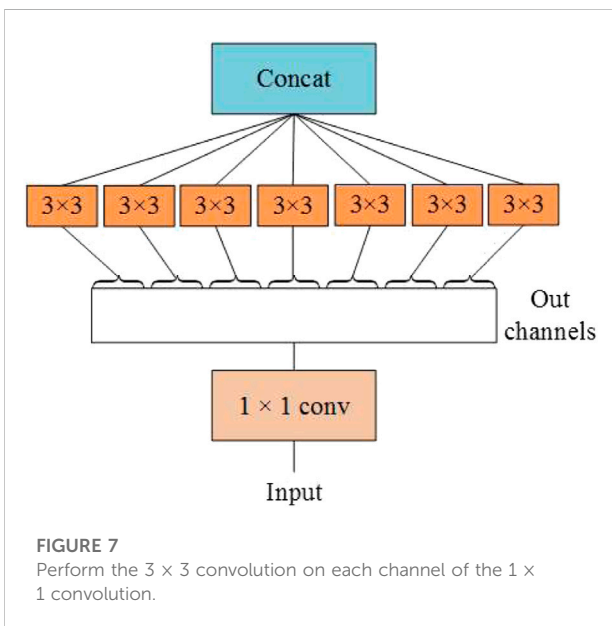 Concat
3×3 3×3 3×3 3×3 3×3 3×3 3×3
Out
channels
1 × 1 conv
Input
FIGURE 7
Perform the 3 × 3 convolution on each channel of the 1 ×
1 convolution.